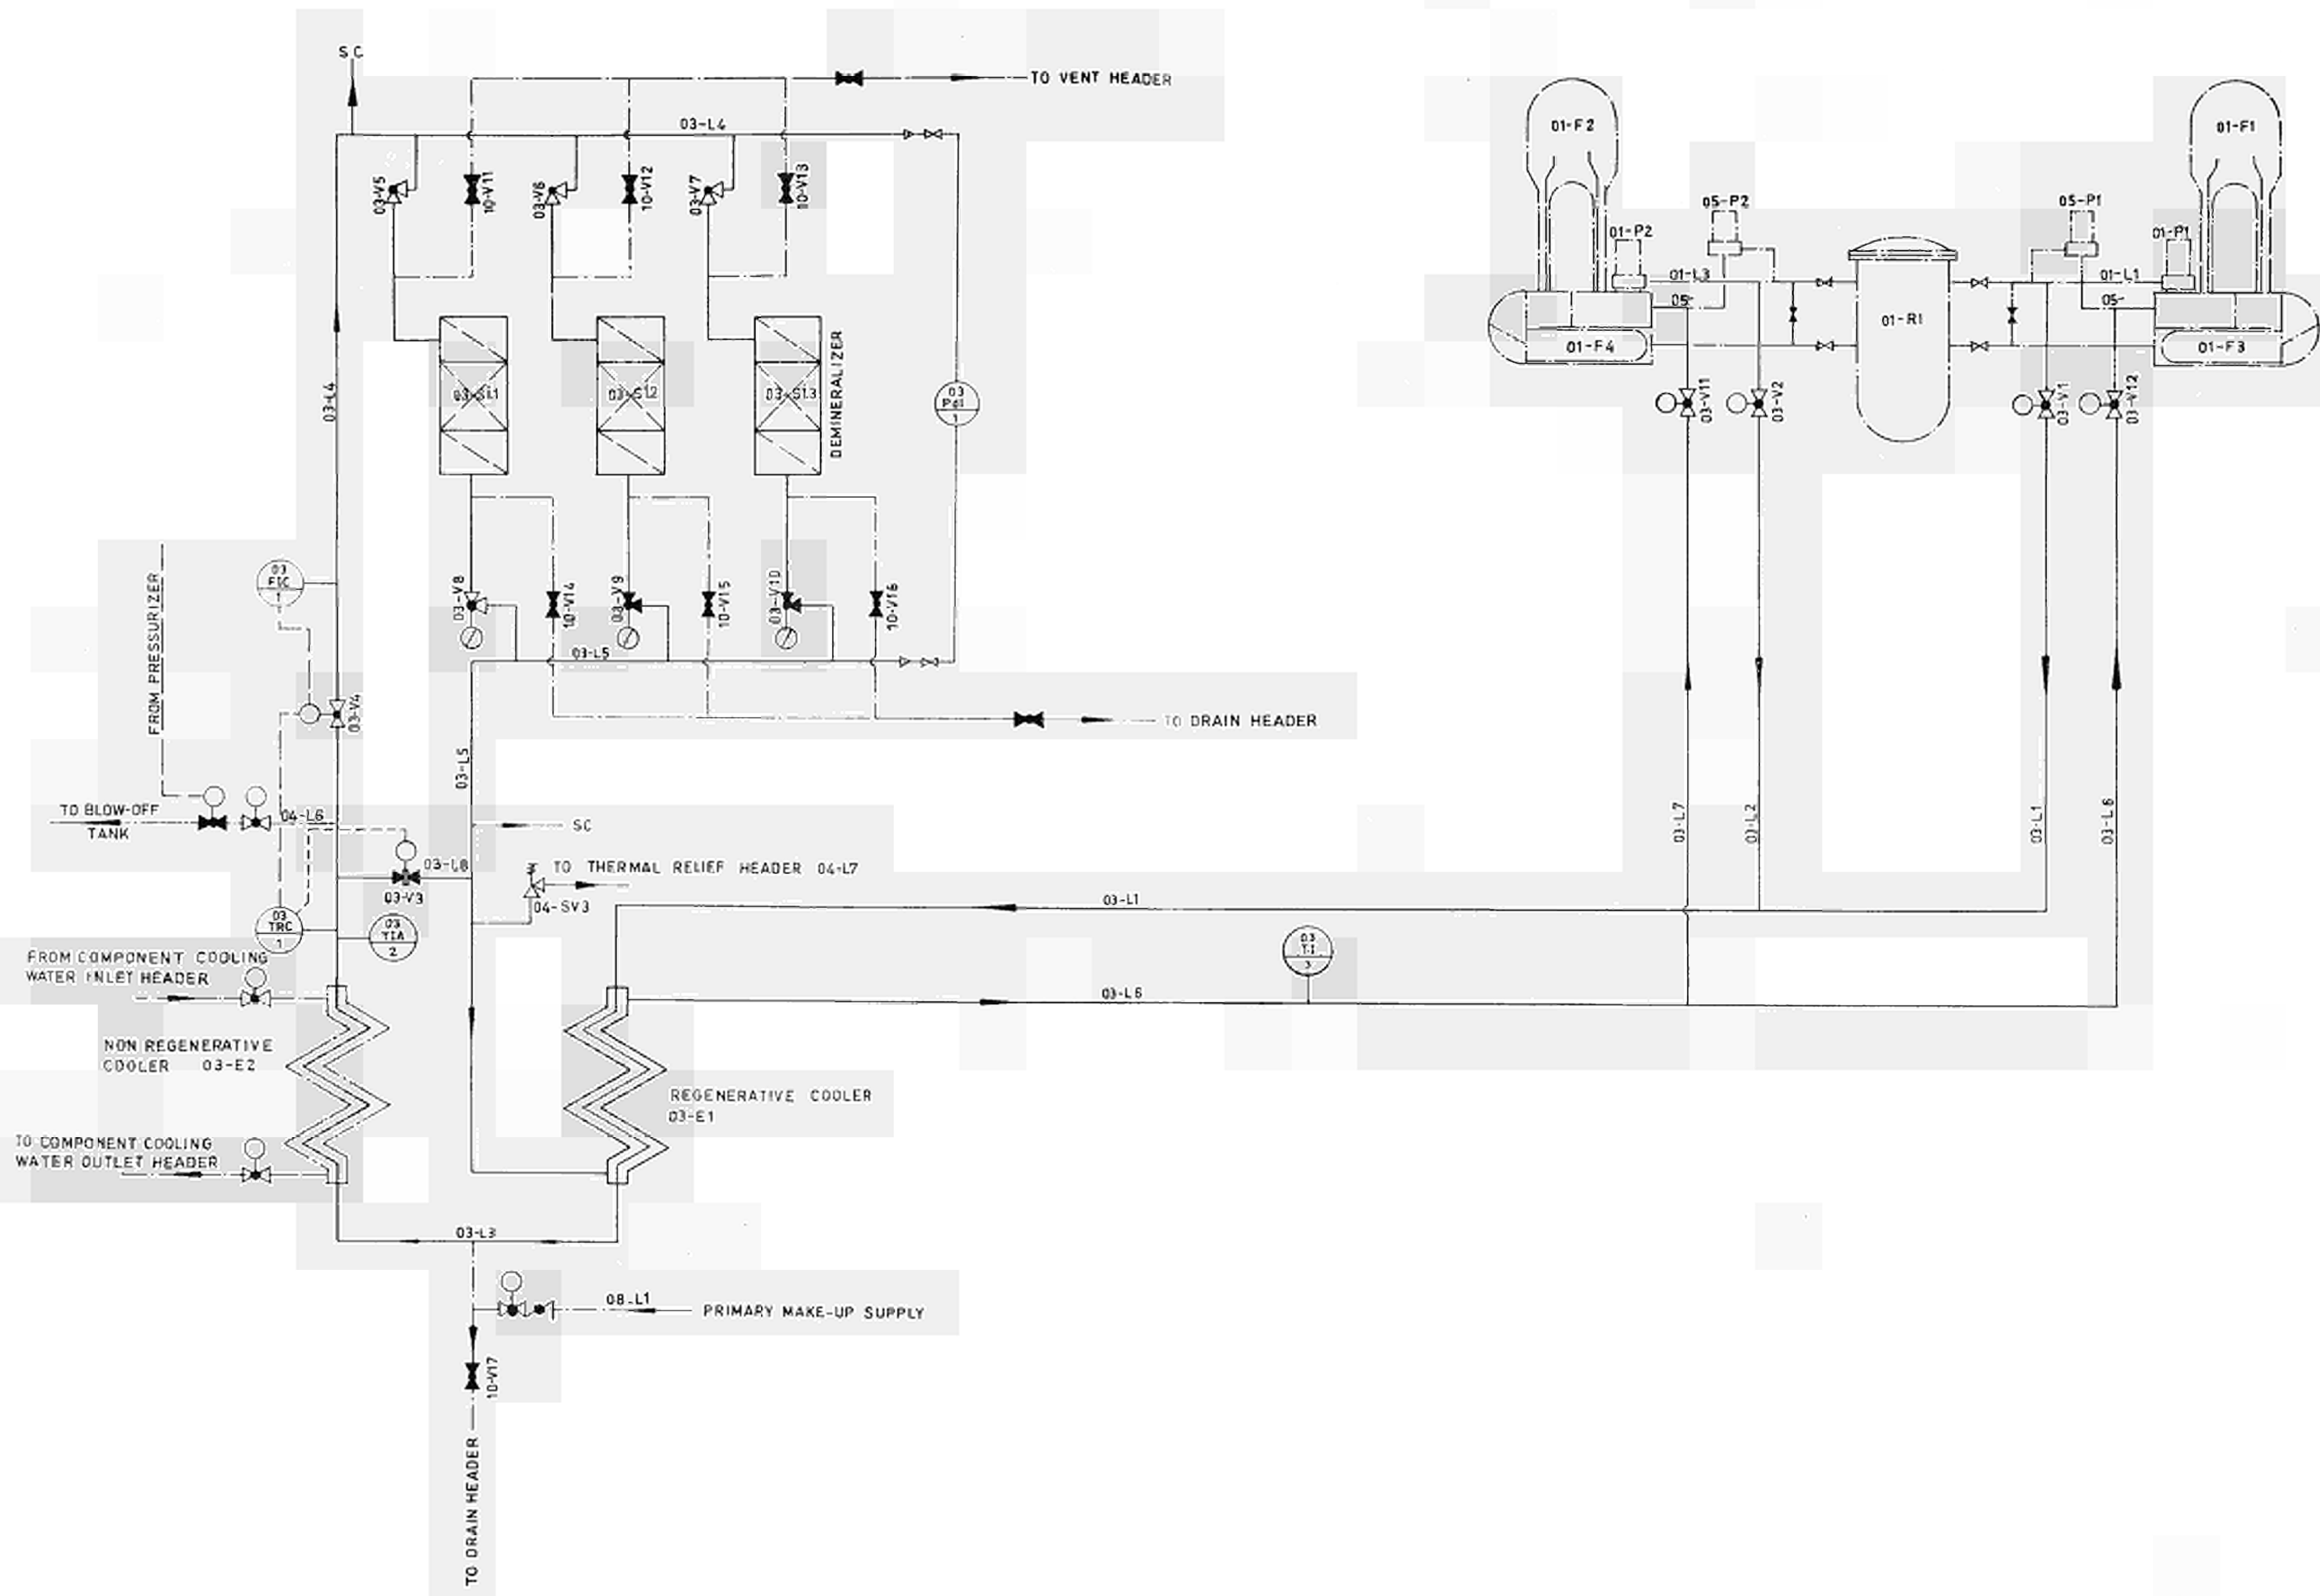 SC
TO VENT HEADER
03-L4
01-F2
01-F1
03-V5
10-V11
03-V6
10-V12
03-V7
10-V13
05-P2
05-P1
01-P2
01-P1
01-L3
01-L1
05-
05-
01-R1
01-F4
01-F3
03-L4
DEMINERALIZER
03
PdI
1
03-V11
03-V2
03-V1
03-V12
03
FIC
FROM PRESSURIZER
03-V8
10-V14
03-V9
10-V15
03-V10
10-V16
03-L5
03-V4
TO DRAIN HEADER
03-L5
TO BLOW-OFF
TANK
04-L6
SC
03-L7
03-L2
03-L1
03-L6
03-L8
TO THERMAL RELIEF HEADER 04-L7
03-V3
04-SV3
03-L1
03
TRC
1
03
TIA
2
03
TI
3
FROM COMPONENT COOLING
WATER INLET HEADER
03-L6
NON REGENERATIVE
COOLER 03-E2
REGENERATIVE COOLER
03-E1
TO COMPONENT COOLING
WATER OUTLET HEADER
03-L3
08-L1
PRIMARY MAKE-UP SUPPLY
10-V17
TO DRAIN HEADER